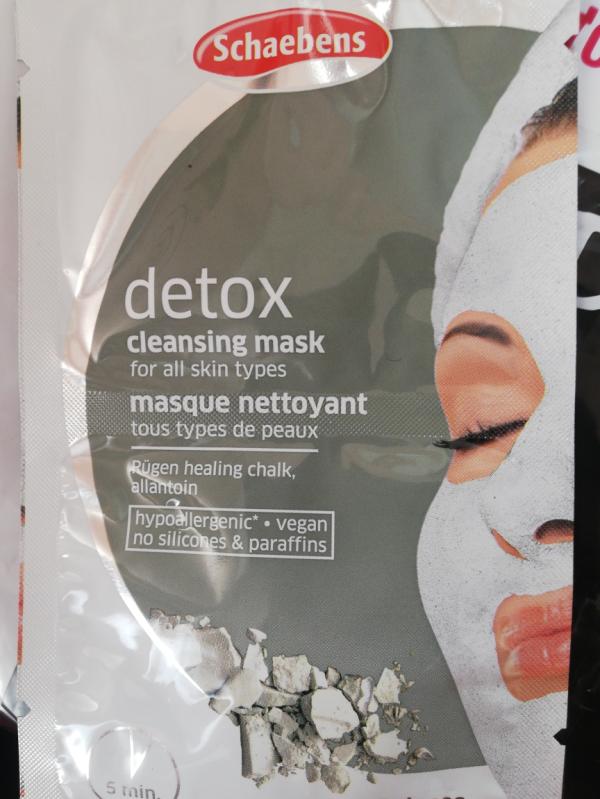 Schaebens
detox
cleansing mask
for all skin types
masque nettoyant
tous types de peaux
Rügen healing chalk,
allantoin
hypoallergenic* • vegan
no silicones & paraffins
5 min.